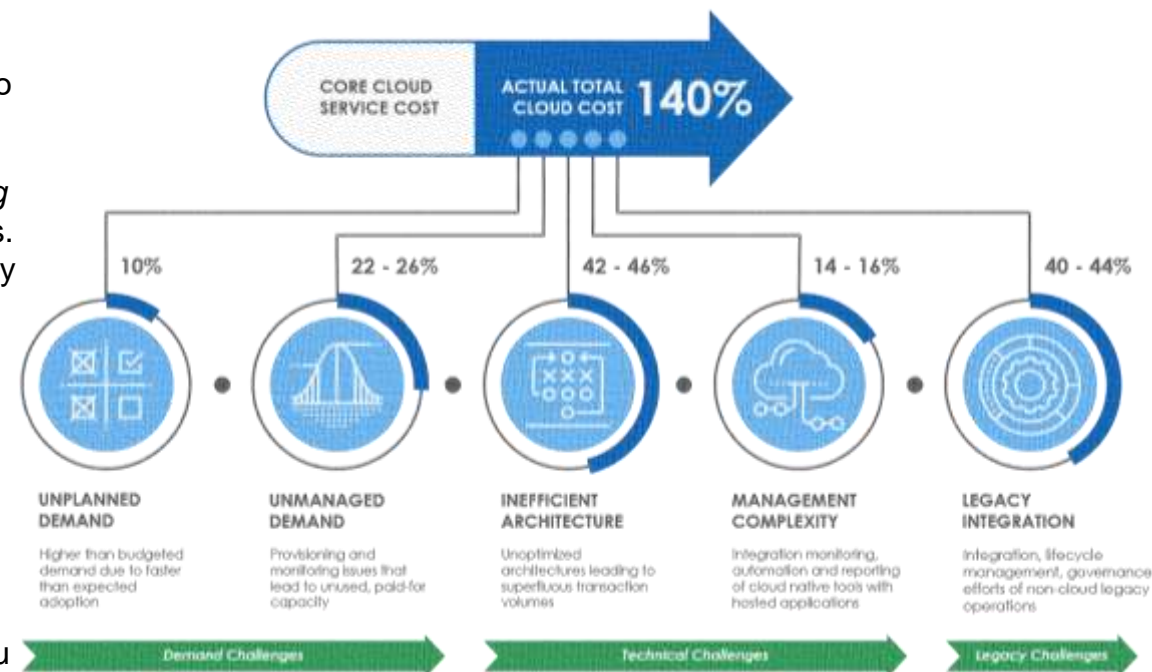 CORE CLOUD
SERVICE COST
ACTUAL TOTAL
CLOUD COST
140%
o
g
s.
y
10%
22 - 26%
42 - 46%
14 - 16%
40 - 44%
UNPLANNED
DEMAND
Higher than budgeted
demand due to faster
than expected
adoption
UNMANAGED
DEMAND
Provisioning and
monitoring issues that
lead to unused, paid-for
capacity
INEFFICIENT
ARCHITECTURE
Unoptimized
architectures leading to
superfluous transaction
volumes
MANAGEMENT
COMPLEXITY
Integration monitoring,
automation and reporting
of cloud native tools with
hosted applications
LEGACY
INTEGRATION
Integration, lifecycle
management, governance
efforts of non-cloud legacy
operations
u
Demand Challenges
Technical Challenges
Legacy Challenges